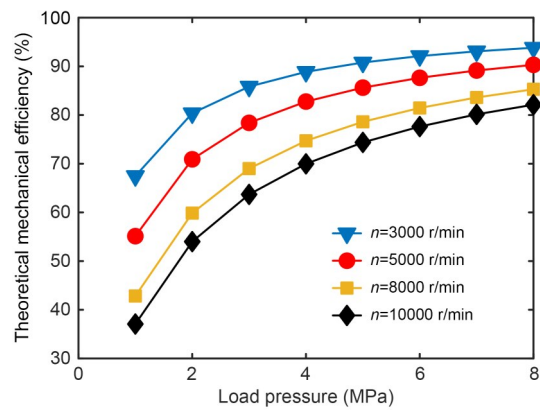 Theoretical mechanical efficiency (%)
100
90
80
70
60
50
40
30
n=3000 r/min
n=5000 r/min
n=8000 r/min
n=10000 r/min
0 2 4 6 8
Load pressure (MPa)